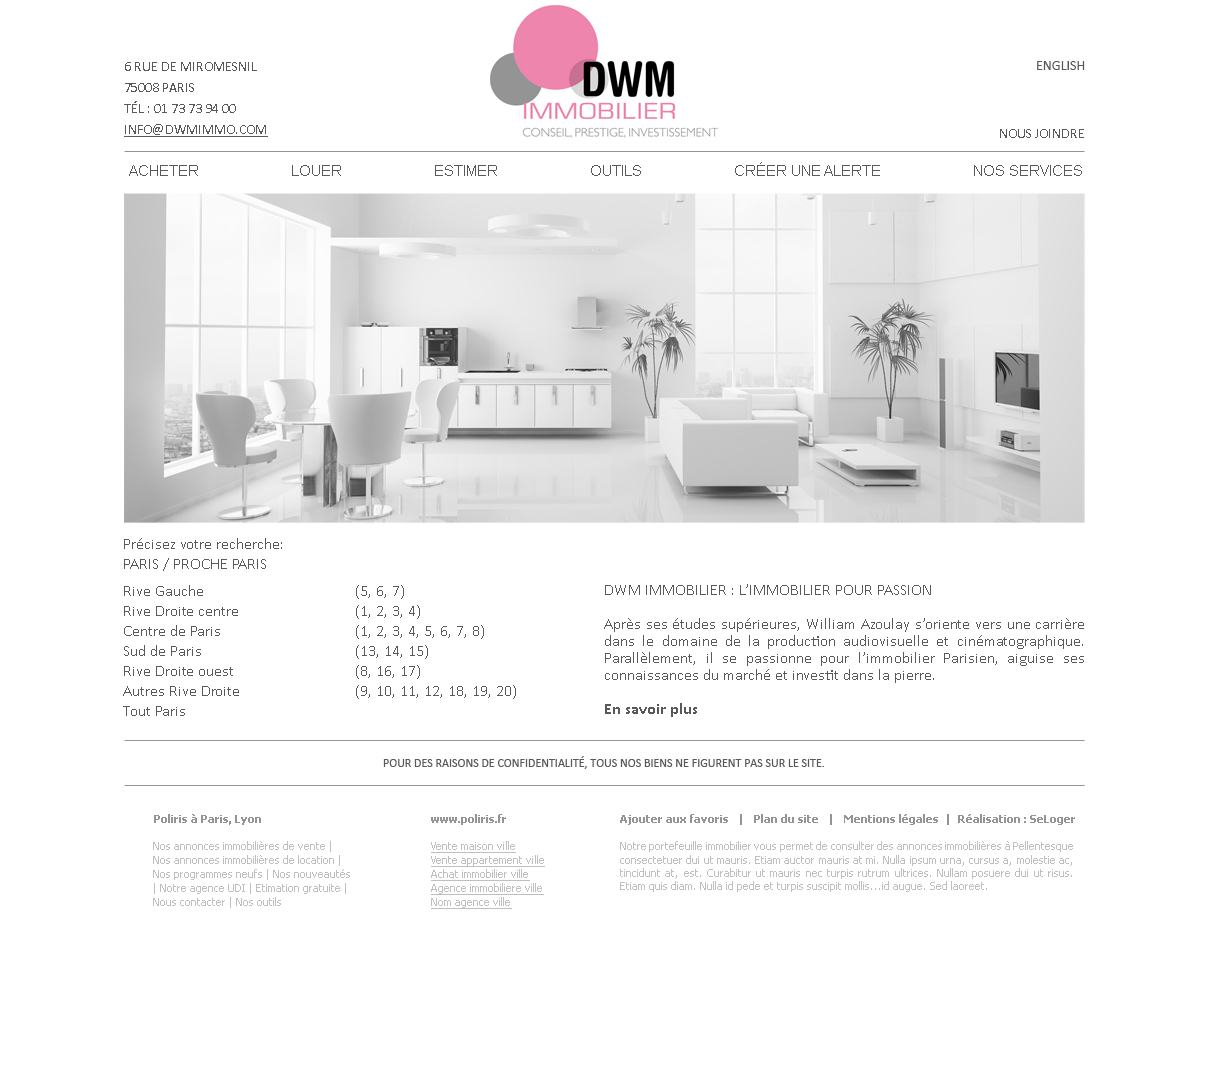 6 RUE DE MIROMESNIL
75008 PARIS
TÉL : 01 73 73 94 00
INFO@DWMIMMO.COM
DWM
IMMOBILIER
CONSEIL, PRESTIGE, INVESTISSEMENT
ENGLISH
NOUS JOINDRE
ACHETER LOUER ESTIMER OUTILS CRÉER UNE ALERTE NOS SERVICES
Précisez votre recherche:
PARIS / PROCHE PARIS
Rive Gauche (5, 6, 7)
Rive Droite centre (1, 2, 3, 4)
Centre de Paris (1, 2, 3, 4, 5, 6, 7, 8)
Sud de Paris (13, 14, 15)
Rive Droite ouest (8, 16, 17)
Autres Rive Droite (9, 10, 11, 12, 18, 19, 20)
Tout Paris
DWM IMMOBILIER : L’IMMOBILIER POUR PASSION
Après ses études supérieures, William Azoulay s’oriente vers une carrière
dans le domaine de la production audiovisuelle et cinématographique.
Parallèlement, il se passionne pour l’immobilier Parisien, aiguise ses
connaissances du marché et investit dans la pierre.
En savoir plus
POUR DES RAISONS DE CONFIDENTIALITÉ, TOUS NOS BIENS NE FIGURENT PAS SUR LE SITE.
Poliris à Paris, Lyon
Nos annonces immobilières de vente |
Nos annonces immobilières de location |
Nos programmes neufs | Nos nouveautés
| Notre agence UDI | Etimation gratuite |
Nous contacter | Nos outils
www.poliris.fr
Vente maison ville
Vente appartement ville
Achat immobilier ville
Agence immobiliere ville
Nom agence ville
Ajouter aux favoris | Plan du site | Mentions légales | Réalisation : SeLoger
Notre portefeuille immobilier vous permet de consulter des annonces immobilières à Pellentesque
consectetuer dui ut mauris. Etiam auctor mauris at mi. Nulla ipsum urna, cursus a, molestie ac,
tincidunt at, est. Curabitur ut mauris nec turpis rutrum ultrices. Nullam posuere dui ut risus.
Etiam quis diam. Nulla id pede et turpis suscipit mollis...id augue. Sed laoreet.